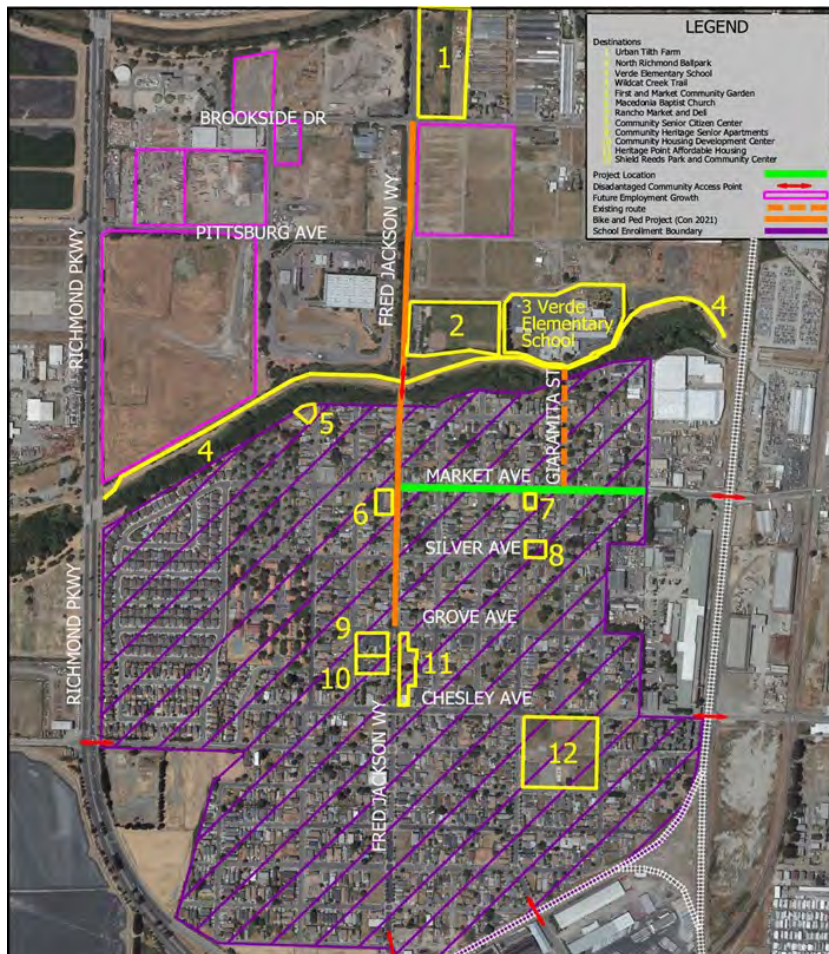 LEGEND
Destinations
1 Urban Tilth Farm
North Richmond Ballpark
Verde Elementary School
Wildcat Creek Trail
First and Market Community Garden
Macedonia Baptist Church
Rancho Market and Deli
Community Senior Citizen Center
Community Heritage Senior Apartments
Community Housing Development Center
Heritage Point Affordable Housing
Shield Reeds Park and Community Center
Project Location
Disadantaged Community Access Point
Future Employment Growth
Existing route
Bike and Ped Project (Con 2021)
School Enrollment Boundary
1
BROOKSIDE DR
PITTSBURG AVE
RICHMOND PKWY
FRED JACKSON WY
2
3 Verde
Elementary
School
4
GIARAMITA ST
5
4
MARKET AVE
6
7
SILVER AVE
8
GROVE AVE
9
10
11
CHESLEY AVE
RICHMOND PKWY
12
FRED JACKSON WY